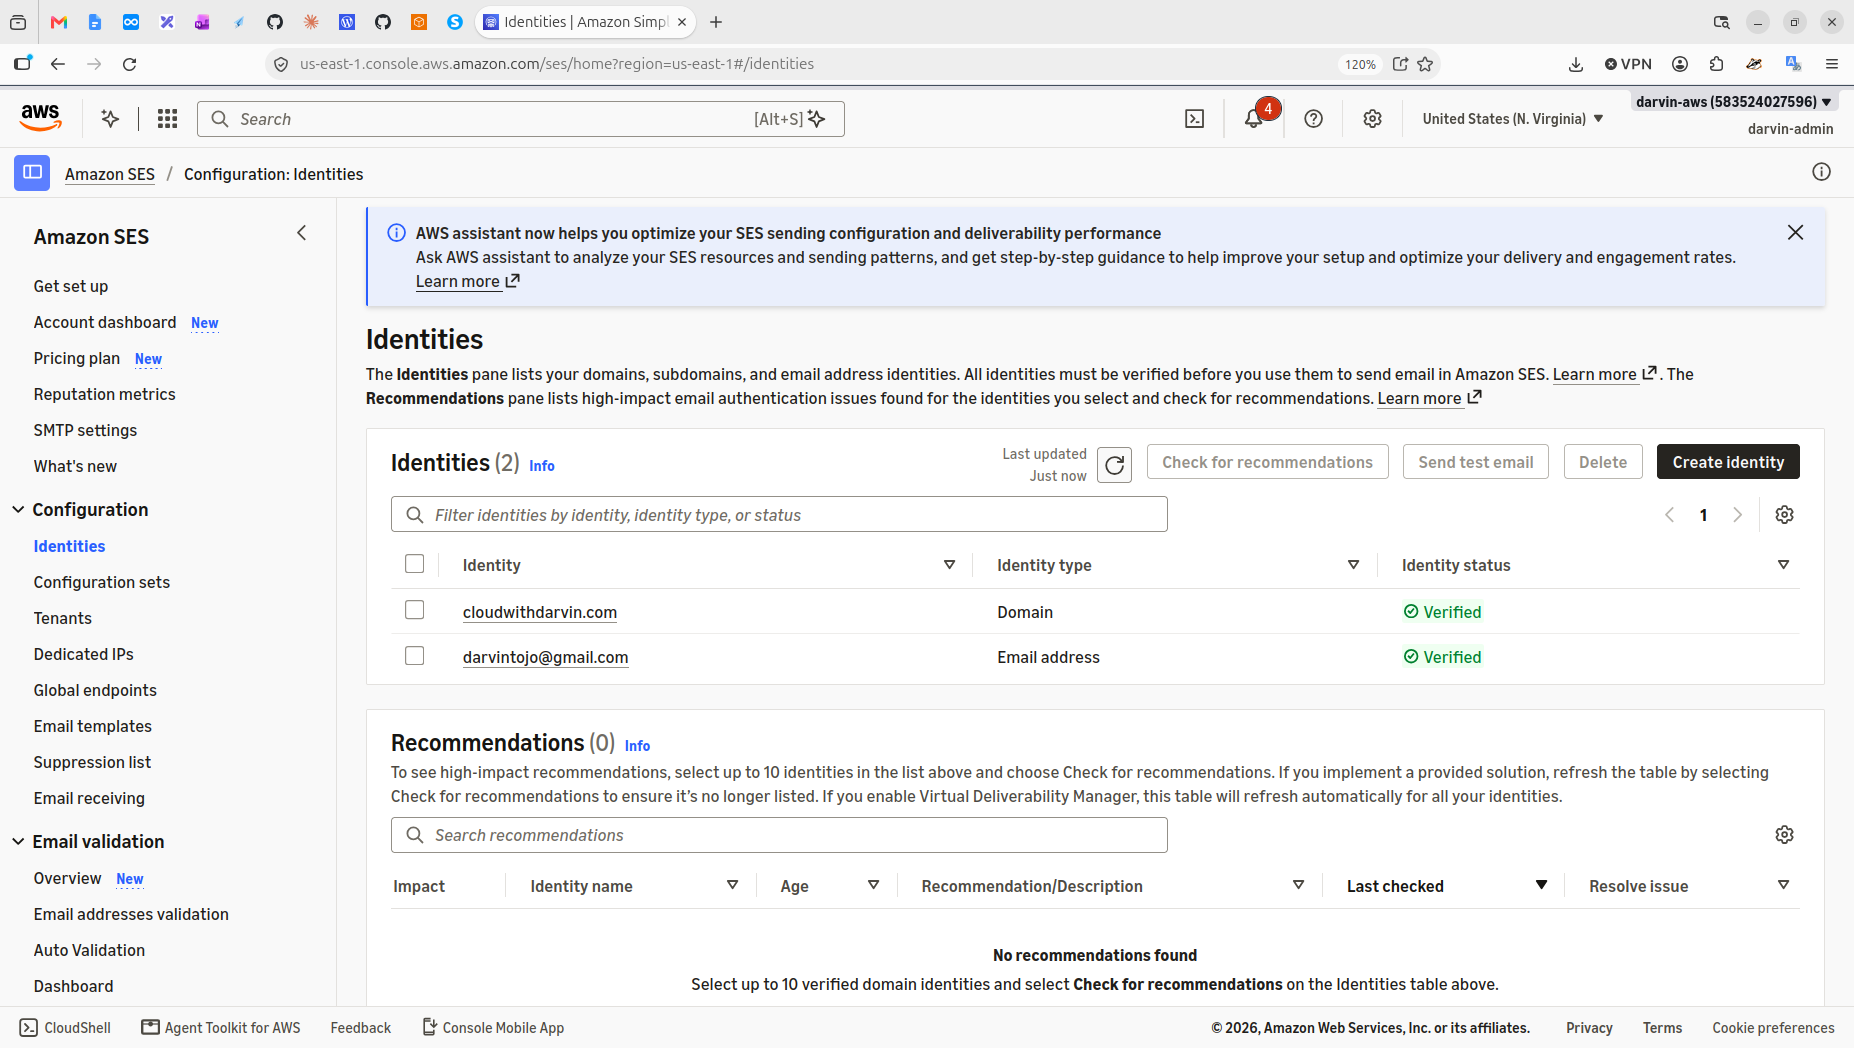 Identities | Amazon Simpl
us-east-1.console.aws.amazon.com/ses/home?region=us-east-1#/identities
120%
VPN
aws
Search
[Alt+S]
4
United States (N. Virginia)
darvin-aws (583524027596)
darvin-admin
Amazon SES / Configuration: Identities
Amazon SES
Get set up
Account dashboard New
Pricing plan New
Reputation metrics
SMTP settings
What's new
Configuration
Identities
Configuration sets
Tenants
Dedicated IPs
Global endpoints
Email templates
Suppression list
Email receiving
Email validation
Overview New
Email addresses validation
Auto Validation
Dashboard
AWS assistant now helps you optimize your SES sending configuration and deliverability performance
Ask AWS assistant to analyze your SES resources and sending patterns, and get step-by-step guidance to help improve your setup and optimize your delivery and engagement rates.
Learn more
Identities
The Identities pane lists your domains, subdomains, and email address identities. All identities must be verified before you use them to send email in Amazon SES. Learn more . The
Recommendations pane lists high-impact email authentication issues found for the identities you select and check for recommendations. Learn more
Identities (2) Info
Last updated
Just now
Check for recommendations
Send test email
Delete
Create identity
Filter identities by identity, identity type, or status
1
Identity Identity type Identity status
cloudwithdarvin.com Domain Verified
darvintojo@gmail.com Email address Verified
Recommendations (0) Info
To see high-impact recommendations, select up to 10 identities in the list above and choose Check for recommendations. If you implement a provided solution, refresh the table by selecting
Check for recommendations to ensure it's no longer listed. If you enable Virtual Deliverability Manager, this table will refresh automatically for all your identities.
Search recommendations
Impact Identity name Age Recommendation/Description Last checked Resolve issue
No recommendations found
Select up to 10 verified domain identities and select Check for recommendations on the Identities table above.
CloudShell Agent Toolkit for AWS Feedback Console Mobile App
© 2026, Amazon Web Services, Inc. or its affiliates. Privacy Terms Cookie preferences